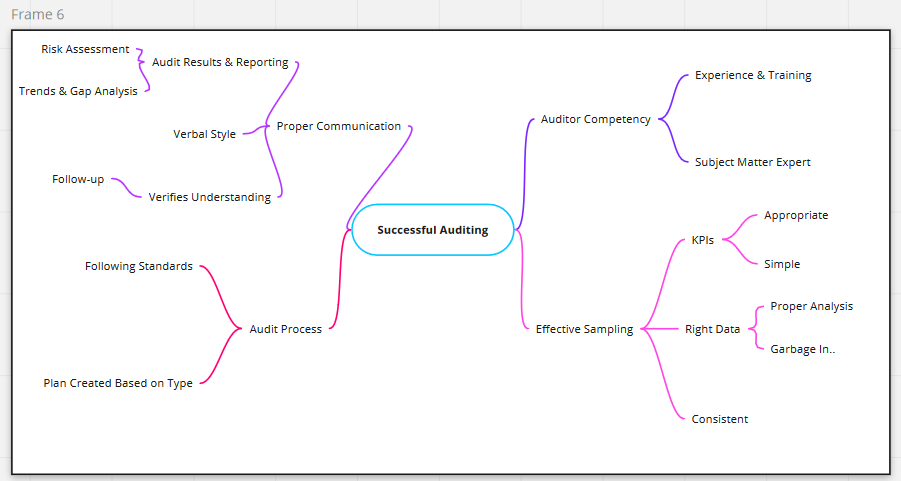 Frame 6
Risk Assessment
Audit Results & Reporting
Trends & Gap Analysis
Verbal Style
Proper Communication
Follow-up
Verifies Understanding
Successful Auditing
Following Standards
Audit Process
Plan Created Based on Type
Experience & Training
Auditor Competency
Subject Matter Expert
Appropriate
KPIs
Simple
Proper Analysis
Effective Sampling
Right Data
Garbage In..
Consistent